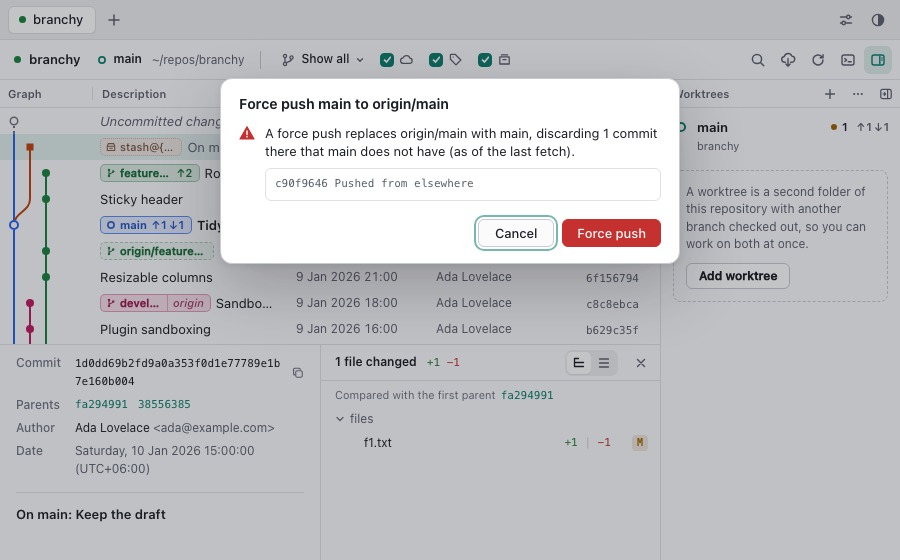 branchy
branchy main ~/repos/branchy Show all
Graph Description Worktrees
Uncommitted chang
stash@{... On m
feature... ↑2 Ro
Sticky header
main ↑1↓1 Tidy
origin/feature...
Resizable columns 9 Jan 2026 21:00 Ada Lovelace 6f156794
devel... origin Sandbo... 9 Jan 2026 18:00 Ada Lovelace c8c8ebca
Plugin sandboxing 9 Jan 2026 16:00 Ada Lovelace b629c35f
Force push main to origin/main
A force push replaces origin/main with main, discarding 1 commit
there that main does not have (as of the last fetch).
c90f9646 Pushed from elsewhere
Cancel Force push
main 1 ↑1↓1
branchy
A worktree is a second folder of
this repository with another
branch checked out, so you can
work on both at once.
Add worktree
Commit 1d0dd69b2fd9a0a353f0d1e77789e1b
7e160b004
Parents fa294991 38556385
Author Ada Lovelace <ada@example.com>
Date Saturday, 10 Jan 2026 15:00:00
(UTC+06:00)
On main: Keep the draft
1 file changed +1 −1
Compared with the first parent fa294991
files
f1.txt +1 −1 M